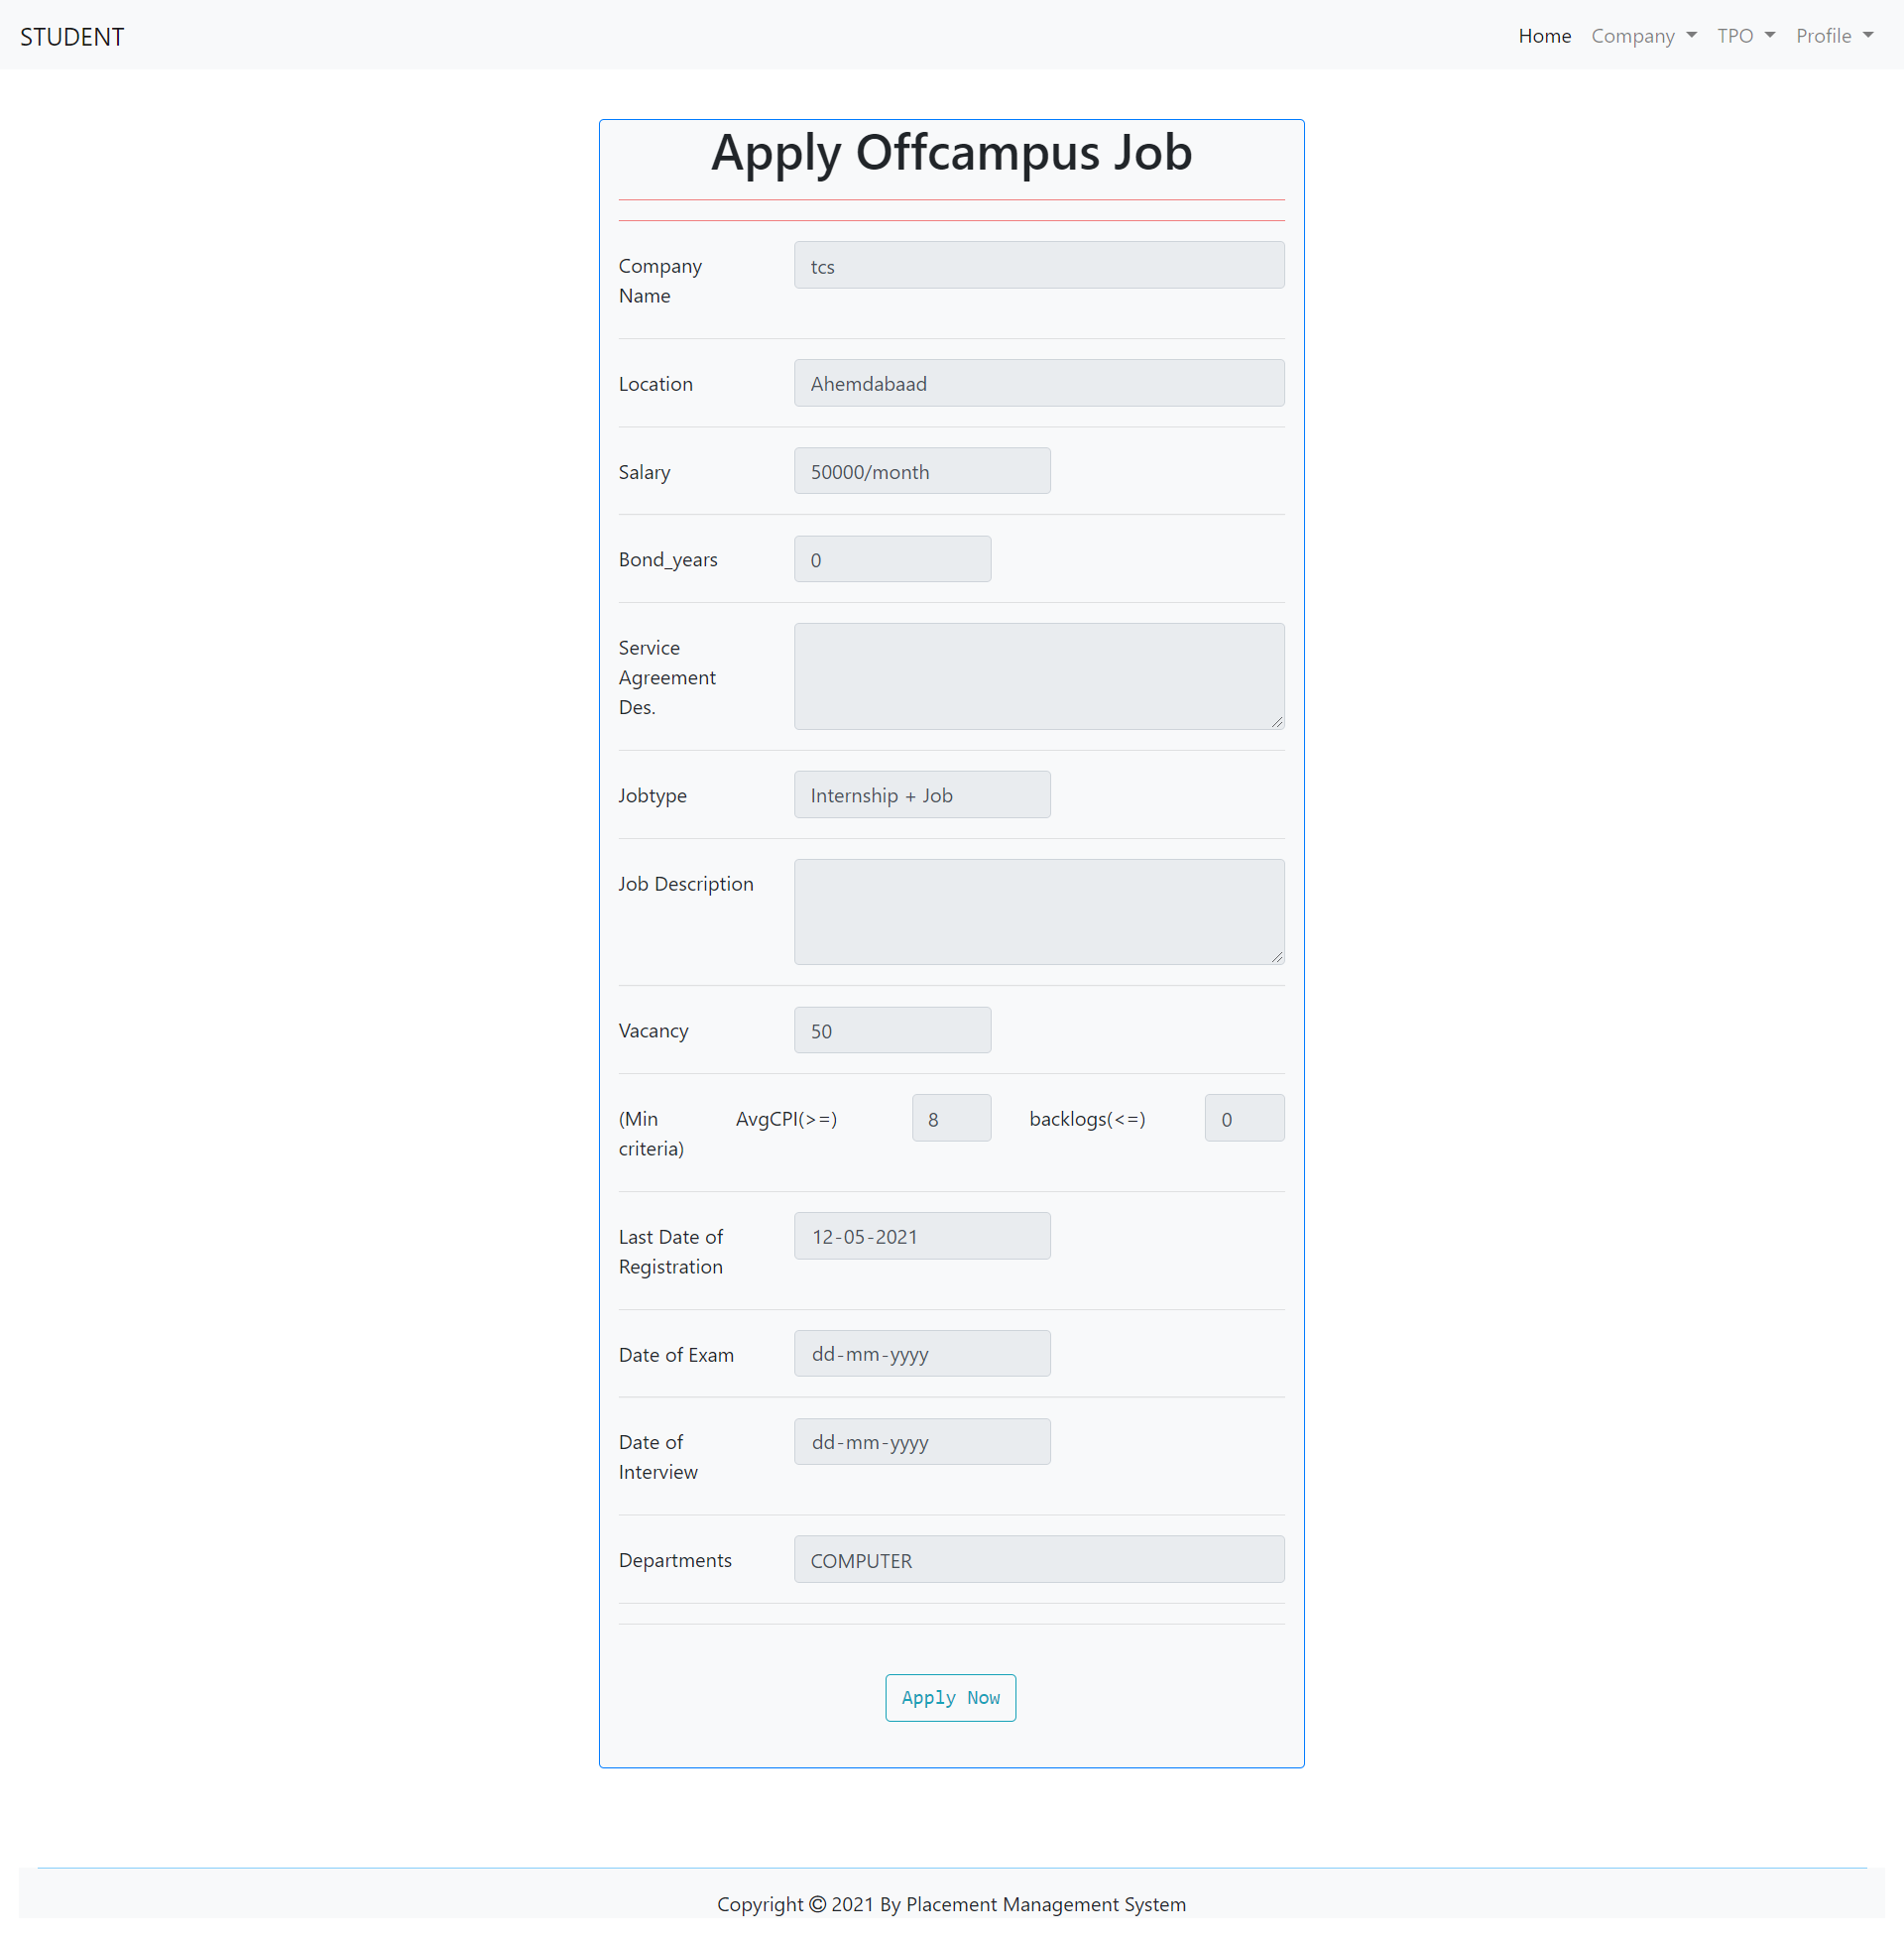 STUDENT
Home Company TPO Profile
Apply Offcampus Job
Company
Name
tcs
Location
Ahemdabaad
Salary
50000/month
Bond_years
0
Service
Agreement
Des.
Jobtype
Internship + Job
Job Description
Vacancy
50
(Min
criteria)
AvgCPI(>=)
8
backlogs(<=)
0
Last Date of
Registration
12-05-2021
Date of Exam
dd-mm-yyyy
Date of
Interview
dd-mm-yyyy
Departments
COMPUTER
Apply Now
Copyright © 2021 By Placement Management System